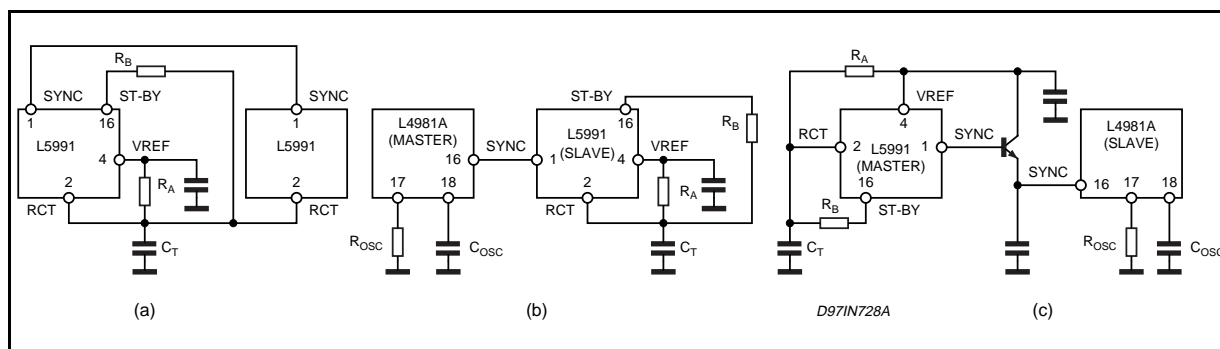 R_B
SYNC
ST-BY
SYNC
1
16
1
L5991
4
VREF
L5991
R_A
2
2
RCT
RCT
C_T
(a)
ST-BY
L4981A
(MASTER)
16
SYNC
1
16
L5991
(SLAVE)
4
VREF
R_B
17
18
2
R_A
RCT
R_OSC
C_OSC
C_T
(b)
R_A
VREF
4
RCT
2
L5991
(MASTER)
1
SYNC
16
R_B
ST-BY
C_T
L4981A
(SLAVE)
SYNC
16
17
18
R_OSC
C_OSC
D97IN728A
(c)